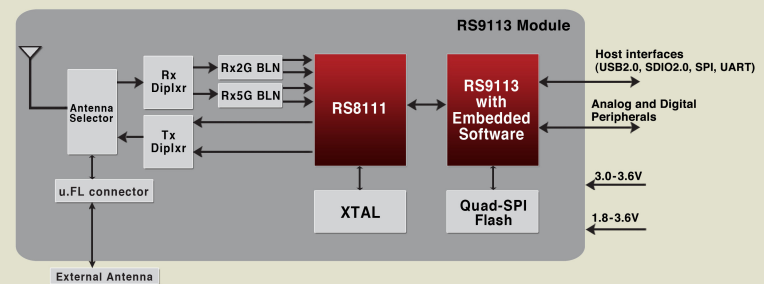 RS9113 Module
Host interfaces
(USB2.0, SDIO2.0, SPI, UART)
Rx
Diplxr
Rx2G BLN
Rx5G BLN
Antenna
Selector
Tx
Diplxr
RS8111
RS9113
with
Embedded
Software
Analog and Digital
Peripherals
u.FL connector
XTAL
Quad-SPI
Flash
3.0-3.6V
1.8-3.6V
External Antenna